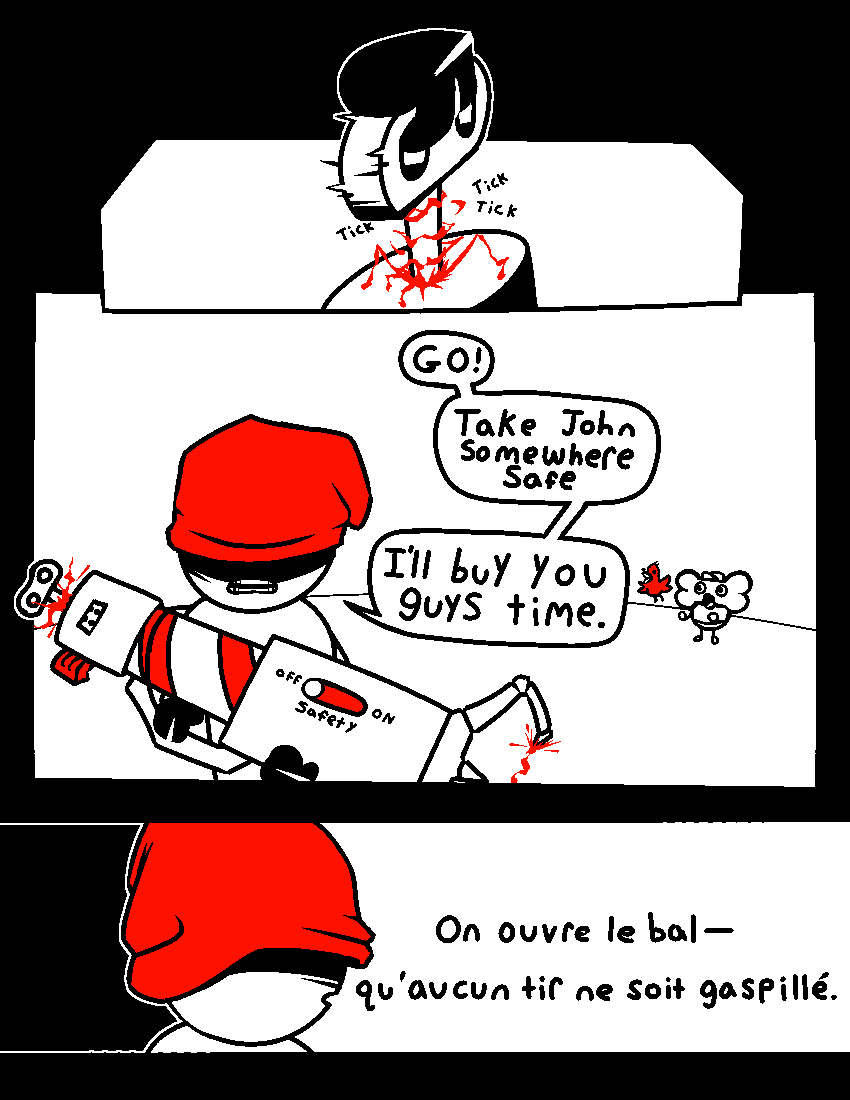 Tick
Tick
Tick
GO!
Take John
Somewhere
Safe
I'll buy you
guys time.
OFF
ON
Safety
On ouvre le bal—
qu'aucun tir ne soit gaspillé.